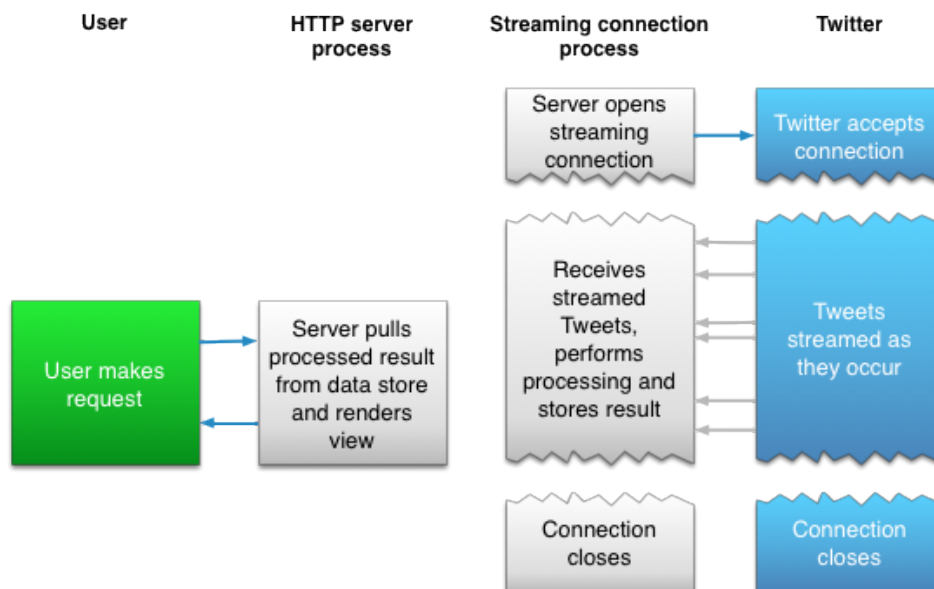 User
HTTP server
process
Streaming connection
process
Twitter
Server opens
streaming
connection
Twitter accepts
connection
User makes
request
Server pulls
processed result
from data store
and renders
view
Receives
streamed
Tweets,
performs
processing and
stores result
Tweets
streamed as
they occur
Connection
closes
Connection
closes